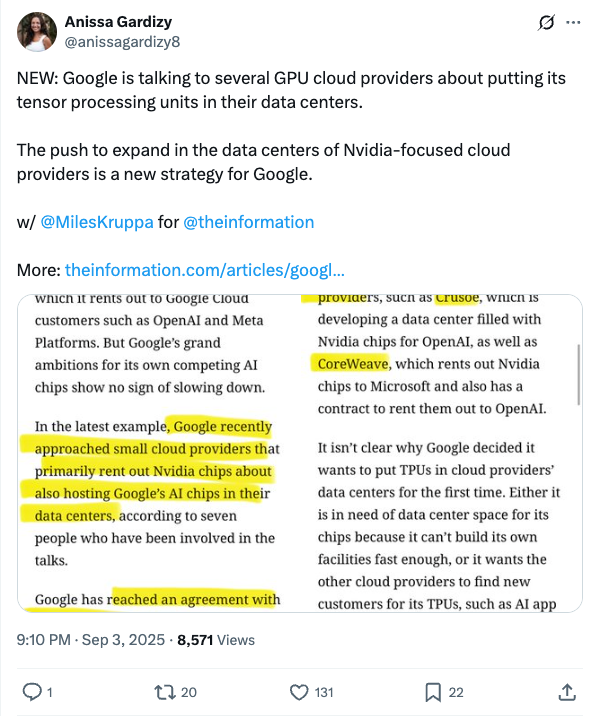 Anissa Gardizy
@anissagardizy8
NEW: Google is talking to several GPU cloud providers about putting its
tensor processing units in their data centers.
The push to expand in the data centers of Nvidia-focused cloud
providers is a new strategy for Google.
w/ @MilesKruppa for @theinformation
More: theinformation.com/articles/googl...
which it rents out to Google Cloud
customers such as OpenAI and Meta
Platforms. But Google's grand
ambitions for its own competing AI
chips show no sign of slowing down.
In the latest example, Google recently
approached small cloud providers that
primarily rent out Nvidia chips about
also hosting Google's AI chips in their
data centers, according to seven
people who have been involved in the
talks.
Google has reached an agreement with
providers, such as Crusoe, which is
developing a data center filled with
Nvidia chips for OpenAI, as well as
CoreWeave, which rents out Nvidia
chips to Microsoft and also has a
contract to rent them out to OpenAI.
It isn't clear why Google decided it
wants to put TPUs in cloud providers'
data centers for the first time. Either it
is in need of data center space for its
chips because it can't build its own
facilities fast enough, or it wants the
other cloud providers to find new
customers for its TPUs, such as AI app
9:10 PM · Sep 3, 2025 · 8,571 Views
1
20
131
22